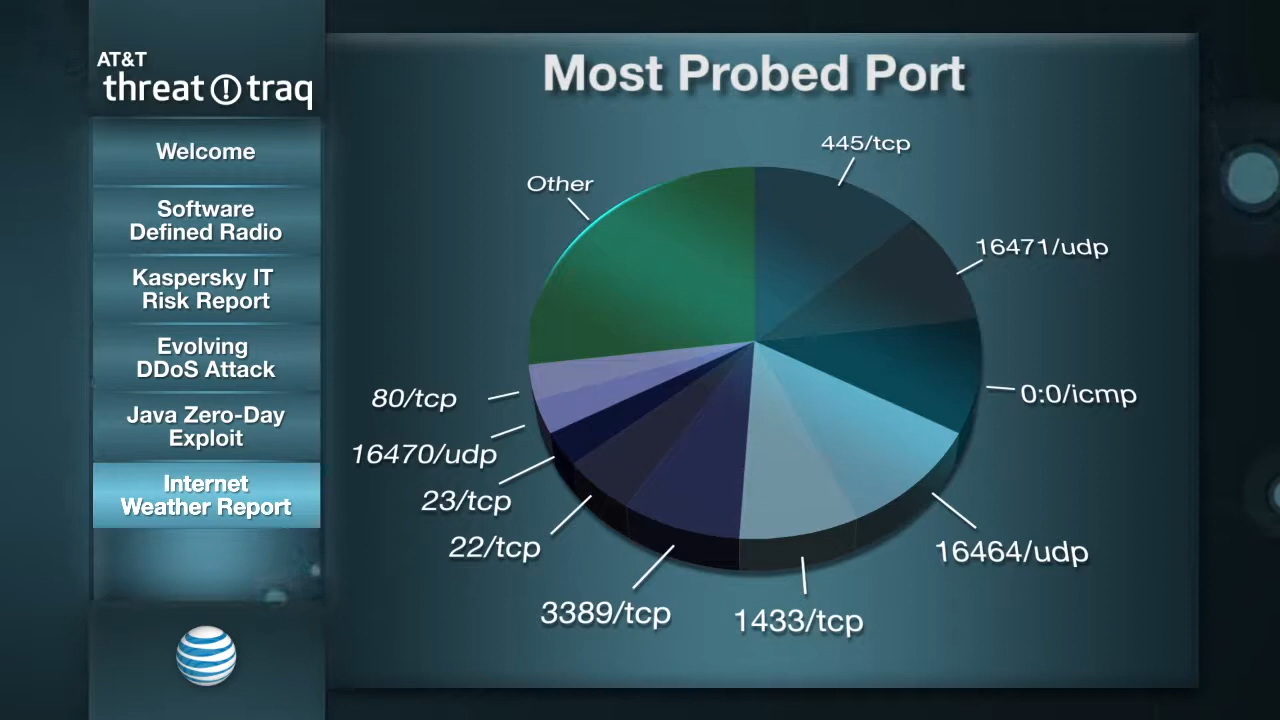 AT&T
threat traq
Welcome
Software
Defined Radio
Kaspersky IT
Risk Report
Evolving
DDoS Attack
Java Zero-Day
Exploit
Internet
Weather Report
Most Probed Port
445/tcp
Other
16471/udp
0:0/icmp
80/tcp
16470/udp
23/tcp
22/tcp
16464/udp
3389/tcp
1433/tcp